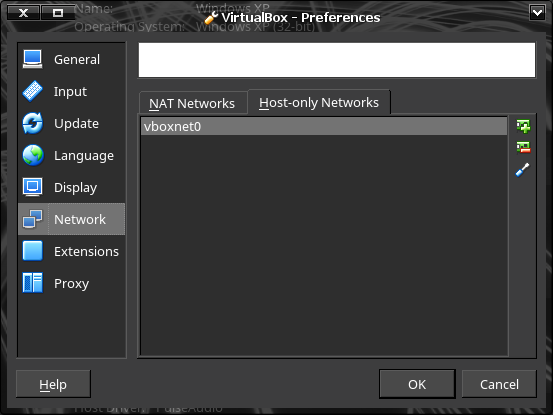 Name: Windows XP
VirtualBox - Preferences
Operating System: Windows XP (32-bit)
General
Input
Update
Language
Display
Network
Extensions
Proxy
NAT Networks
Host-only Networks
vboxnet0
Help
OK
Cancel
Host Driver: PulseAudio